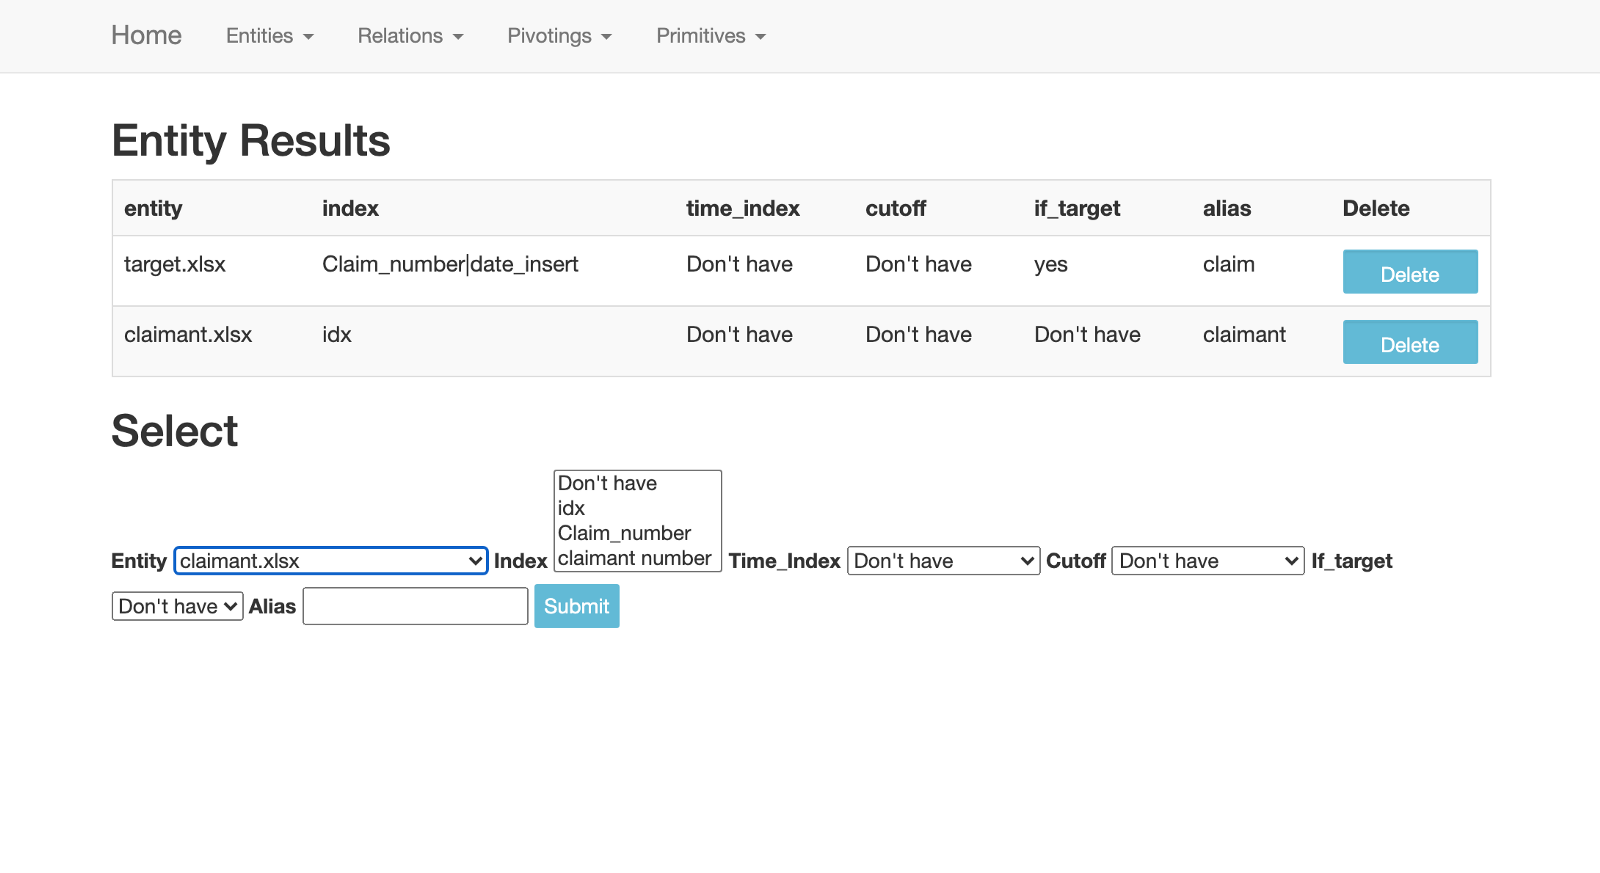 Home Entities Relations Pivotings Primitives
Entity Results
entity index time_index cutoff if_target alias Delete
target.xlsx Claim_number|date_insert Don't have Don't have yes claim Delete
claimant.xlsx idx Don't have Don't have Don't have claimant Delete
Select
Don't have
idx
Claim_number
claimant number
Entity claimant.xlsx Index Time_Index Don't have Cutoff Don't have If_target
Don't have Alias Submit